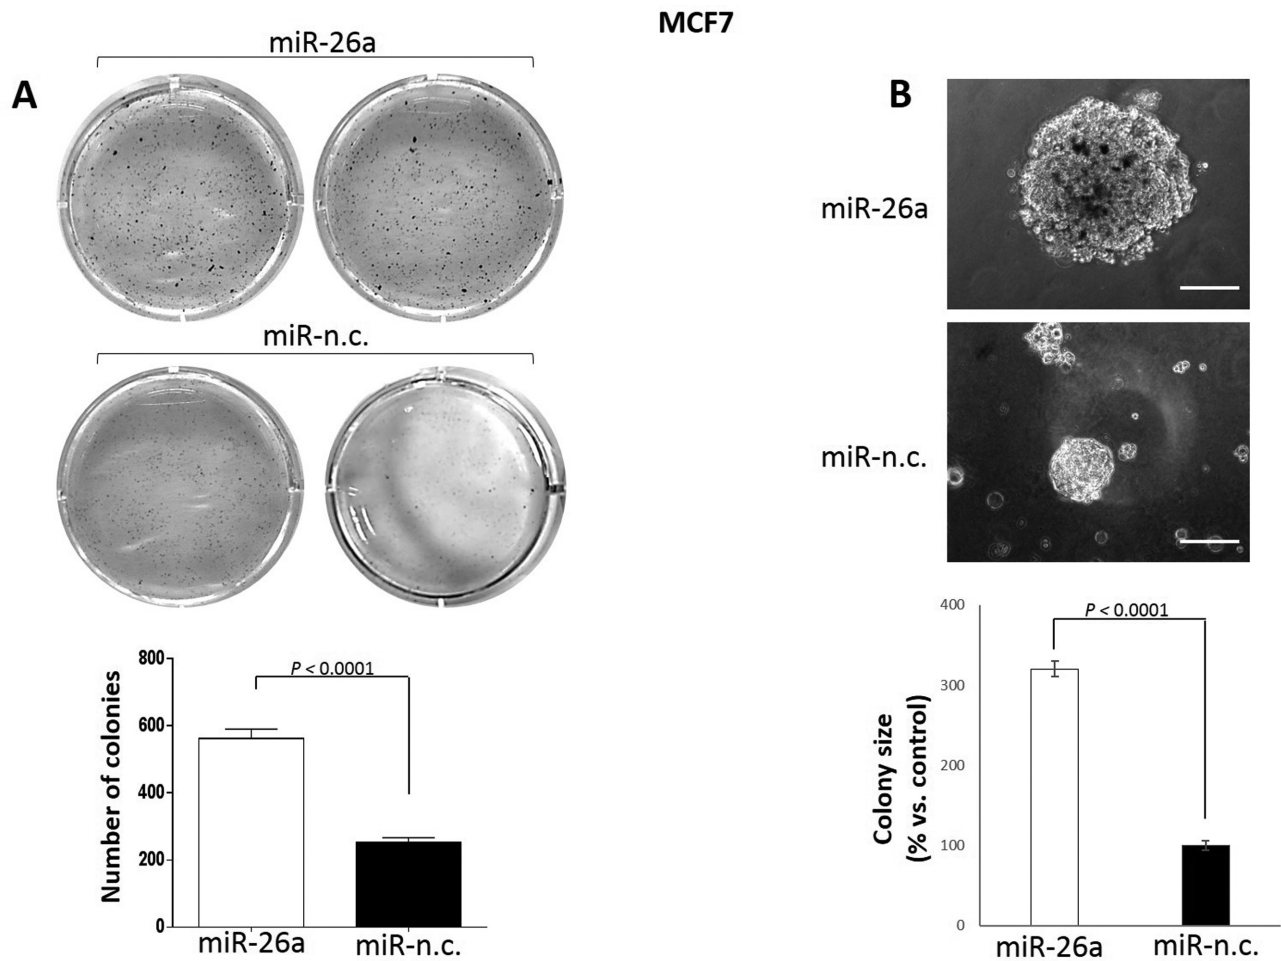 MCF7
A
miR-26a
miR-n.c.
800
600
400
200
0
Number of colonies
P < 0.0001
miR-26a
miR-n.c.
B
miR-26a
miR-n.c.
400
300
200
100
0
Colony size
(% vs. control)
P < 0.0001
miR-26a
miR-n.c.